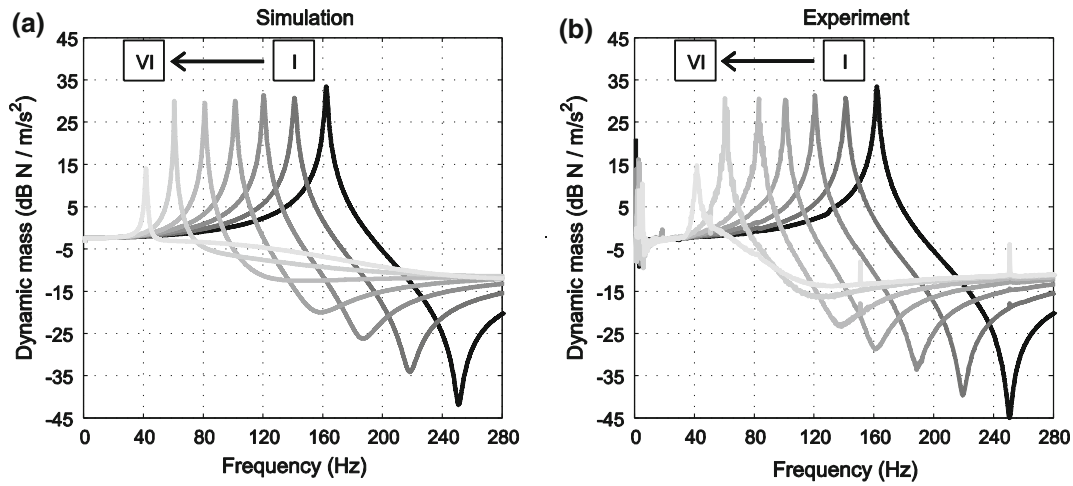 (a) Simulation
VI I
45
35
25
15
5
-5
-15
-25
-35
-45
Dynamic mass (dB N / m/s²)
0 40 80 120 160 200 240 280
Frequency (Hz)
(b) Experiment
VI I
45
35
25
15
5
-5
-15
-25
-35
-45
Dynamic mass (dB N / m/s²)
0 40 80 120 160 200 240 280
Frequency (Hz)